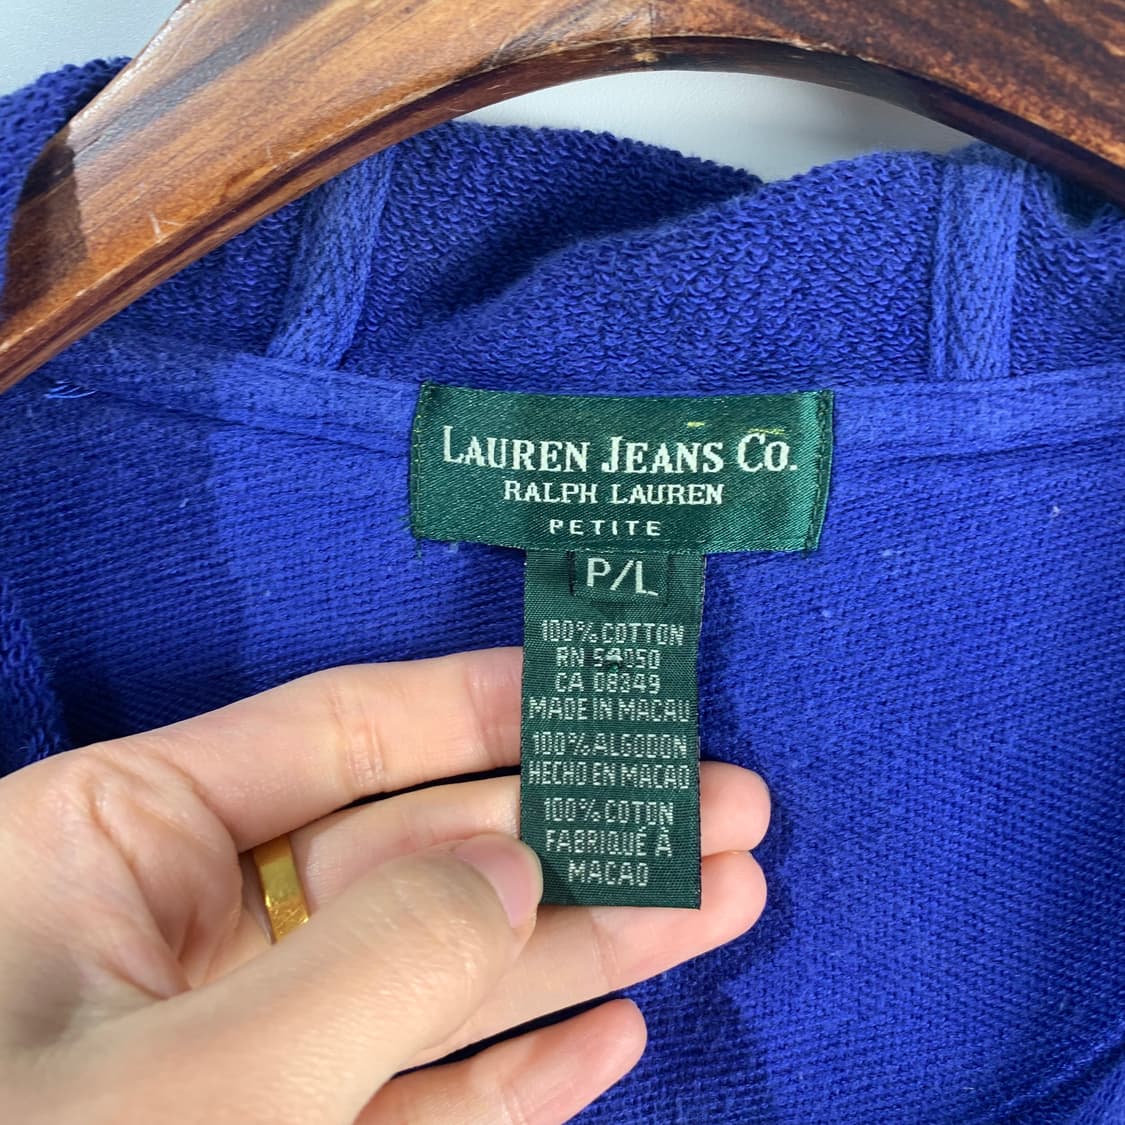 LAUREN JEANS CO.
RALPH LAUREN
PETITE
P/L
100% COTTON
RN 54050
CA 08349
MADE IN MACAU
100% ALGODON
HECHO EN MACAO
100% COTON
FABRIQUÉ À
MACAO